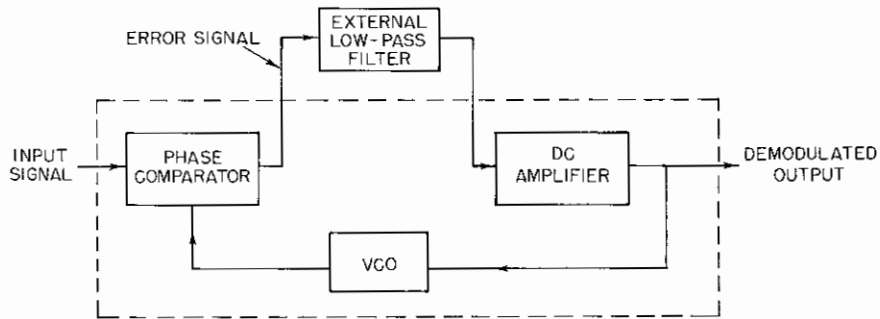 EXTERNAL
LOW-PASS
FILTER
ERROR SIGNAL
INPUT
SIGNAL
PHASE
COMPARATOR
DC
AMPLIFIER
DEMODULATED
OUTPUT
VCO